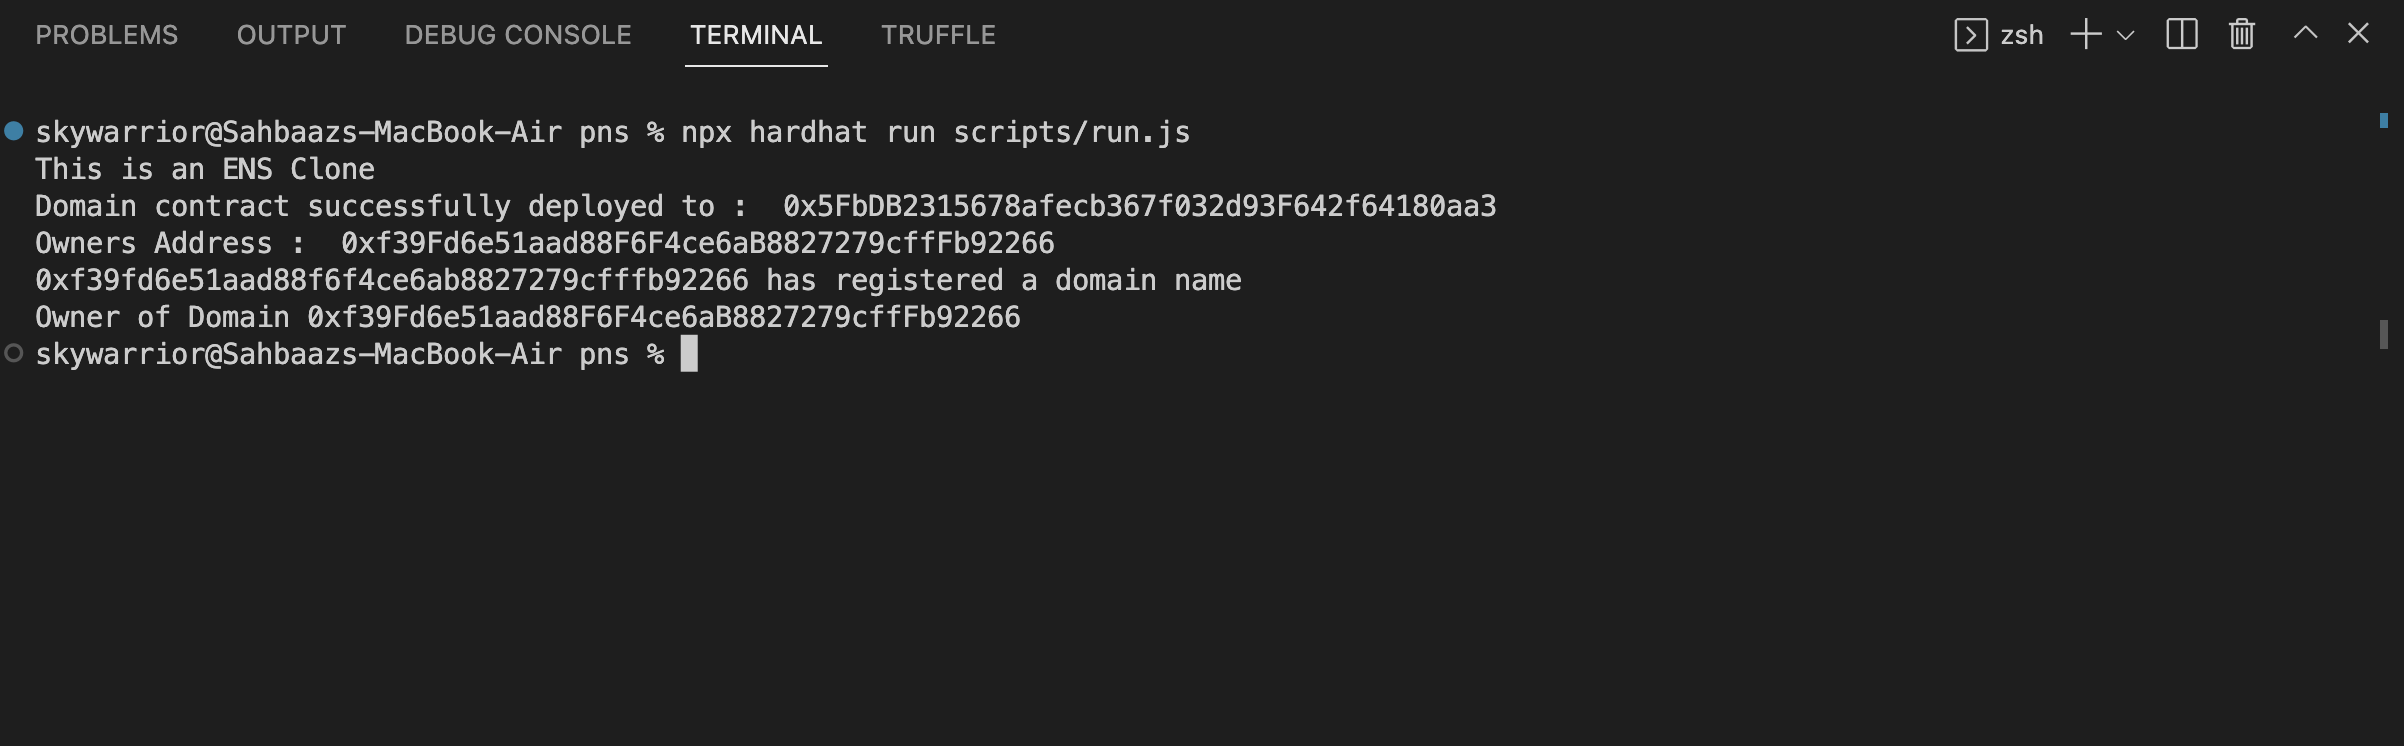 PROBLEMS OUTPUT DEBUG CONSOLE TERMINAL TRUFFLE zsh
skywarrior@Sahbaazs-MacBook-Air pns % npx hardhat run scripts/run.js
This is an ENS Clone
Domain contract successfully deployed to :  0x5FbDB2315678afecb367f032d93F642f64180aa3
Owners Address :  0xf39Fd6e51aad88F6F4ce6aB8827279cffFb92266
0xf39fd6e51aad88f6f4ce6ab8827279cfffb92266 has registered a domain name
Owner of Domain 0xf39Fd6e51aad88F6F4ce6aB8827279cffFb92266
skywarrior@Sahbaazs-MacBook-Air pns %